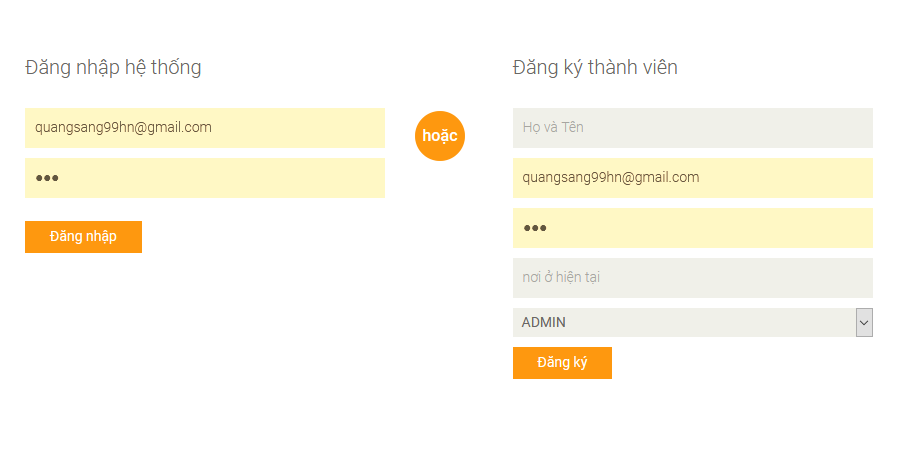 Đăng nhập hệ thống
quangsang99hn@gmail.com
●●●
Đăng nhập
hoặc
Đăng ký thành viên
Họ và Tên
quangsang99hn@gmail.com
●●●
nơi ở hiện tại
ADMIN
Đăng ký